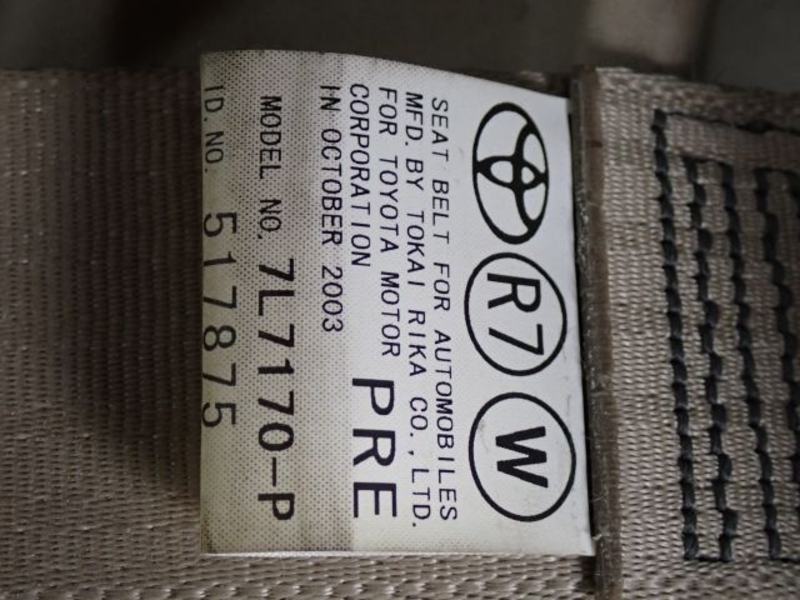 R7 W
SEAT BELT FOR AUTOMOBILES
MFD. BY TOKAI RIKA CO.,LTD.
FOR TOYOTA MOTOR
CORPORATION
PRE
IN OCTOBER 2003
MODEL NO. 7L7170-P
ID. NO. 517875